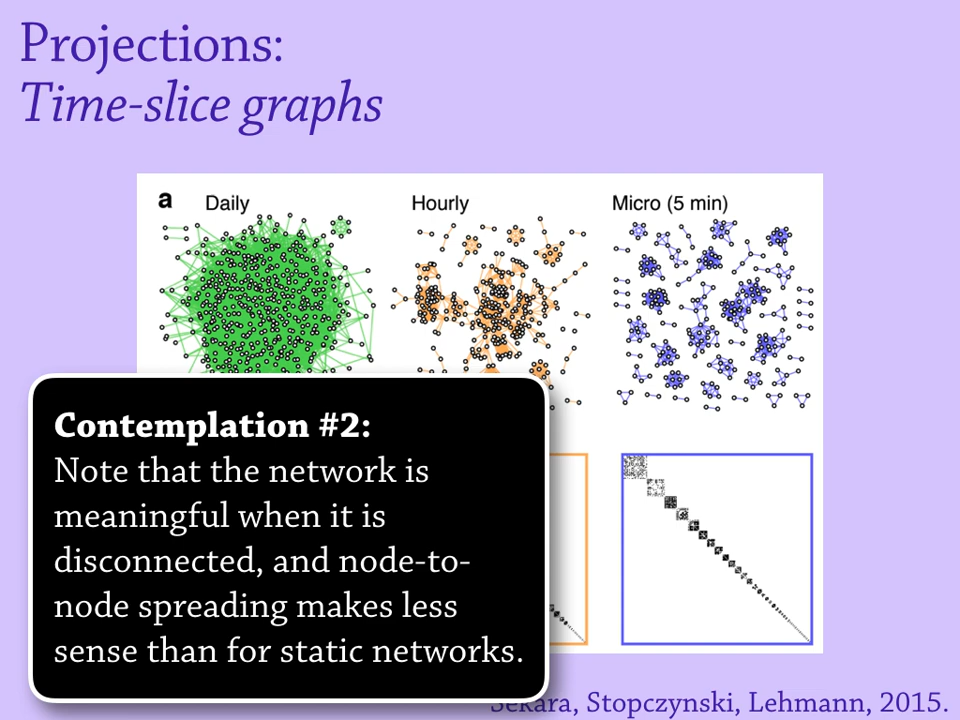 Projections:
Time-slice graphs
a Daily Hourly Micro (5 min)
Contemplation #2:
Note that the network is
meaningful when it is
disconnected, and node-to-
node spreading makes less
sense than for static networks.
Sekara, Stopczynski, Lehmann, 2015.